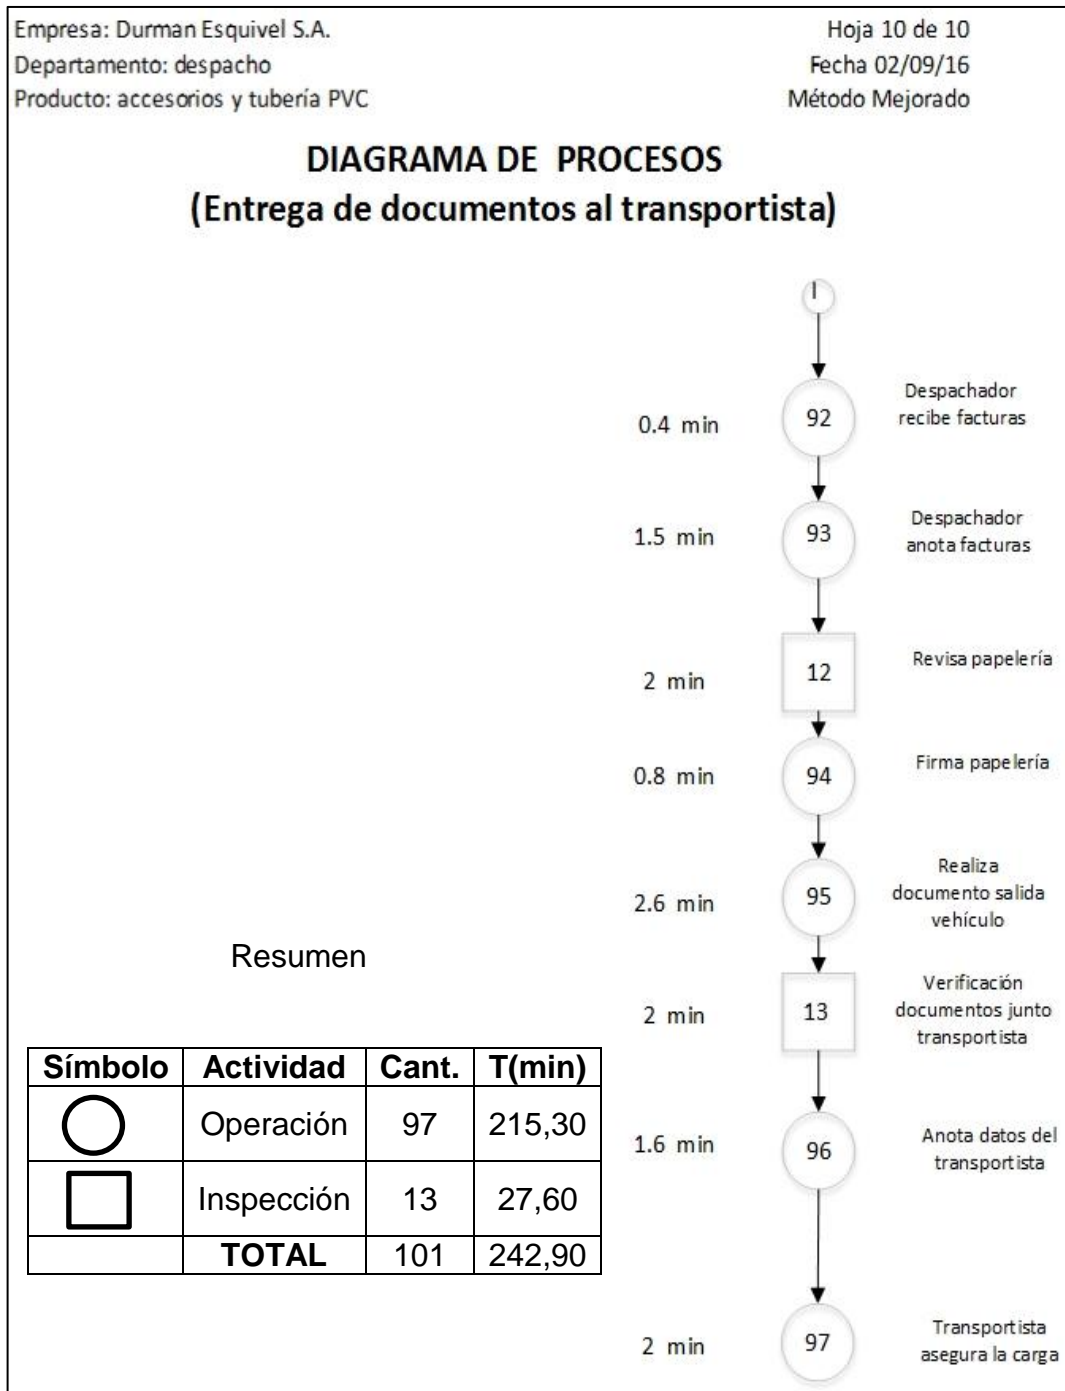 Empresa: Durman Esquivel S.A.
Hoja 10 de 10
Departamento: despacho
Fecha 02/09/16
Producto: accesorios y tubería PVC
Método Mejorado
DIAGRAMA DE PROCESOS
(Entrega de documentos al transportista)
I
0.4 min
92
Despachador
recibe facturas
1.5 min
93
Despachador
anota facturas
2 min
12
Revisa papelería
0.8 min
94
Firma papelería
2.6 min
95
Realiza
documento salida
vehículo
2 min
13
Verificación
documentos junto
transportista
1.6 min
96
Anota datos del
transportista
2 min
97
Transportista
asegura la carga
Resumen
Símbolo Actividad Cant. T(min)
Operación 97 215,30
Inspección 13 27,60
TOTAL 101 242,90